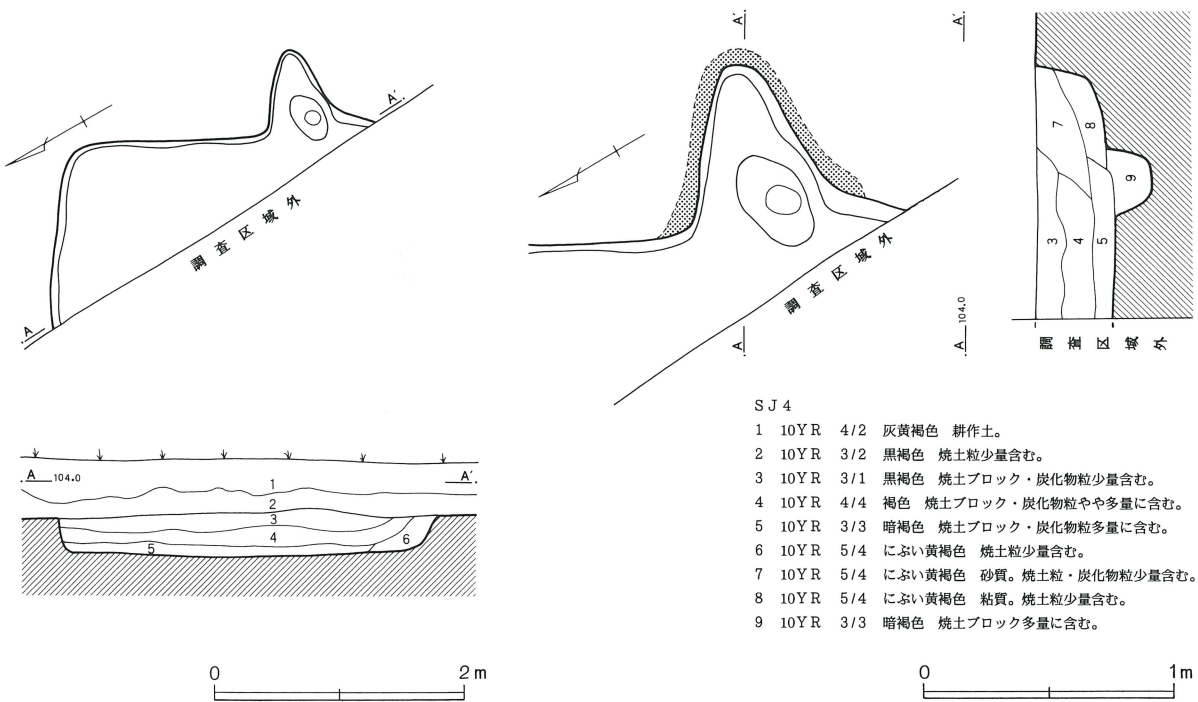 A'
調査区域外
A
A 104.0 A'
1
2
3
4
5
6
0 2m
A' A'
調査区域外
A
A 104.0
7
8
9
3
4
5
調査区域外
SJ4
1 10YR 4/2 灰黄褐色 耕作土。
2 10YR 3/2 黒褐色 焼土粒少量含む。
3 10YR 3/1 黒褐色 焼土ブロック・炭化物粒少量含む。
4 10YR 4/4 褐色 焼土ブロック・炭化物粒やや多量に含む。
5 10YR 3/3 暗褐色 焼土ブロック・炭化物粒多量に含む。
6 10YR 5/4 にぶい黄褐色 焼土粒少量含む。
7 10YR 5/4 にぶい黄褐色 砂質。焼土粒・炭化物粒少量含む。
8 10YR 5/4 にぶい黄褐色 粘質。焼土粒少量含む。
9 10YR 3/3 暗褐色 焼土ブロック多量に含む。
0 1m